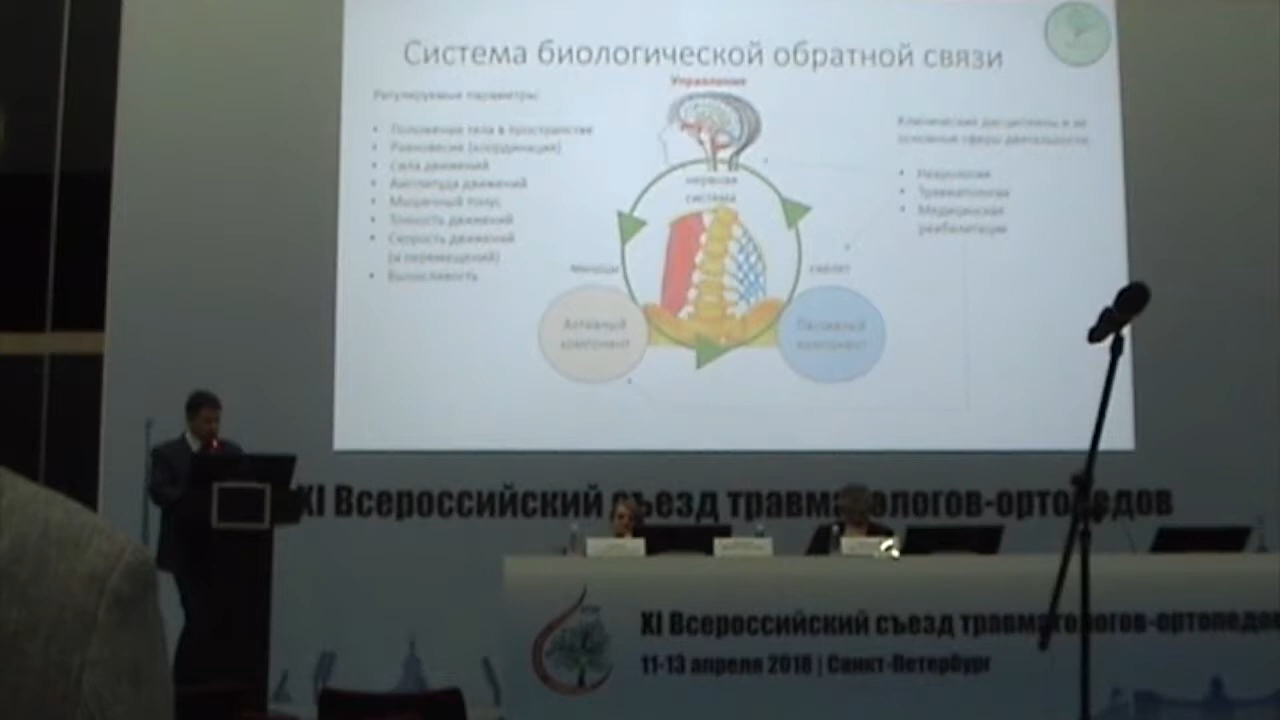 Система биологической обратной связи
Управление
Регулируемые параметры:
• Положение тела в пространстве
• Равновесие (координация)
• Сила движений
• Амплитуда движений
• Мышечный тонус
• Точность движений
• Скорость движений
(и перемещений)
• Выносливость
Клинические дисциплины и их
основные сферы деятельности:
• Неврология
• Травматология
• Медицинская
реабилитация
нервная
система
мышцы
скелет
Активный
компонент
Пассивный
компонент
XI Всероссийский съезд травматологов-ортопедов
XI Всероссийский съезд травматологов-ортопедо
11-13 апреля 2018 | Санкт-Петербург